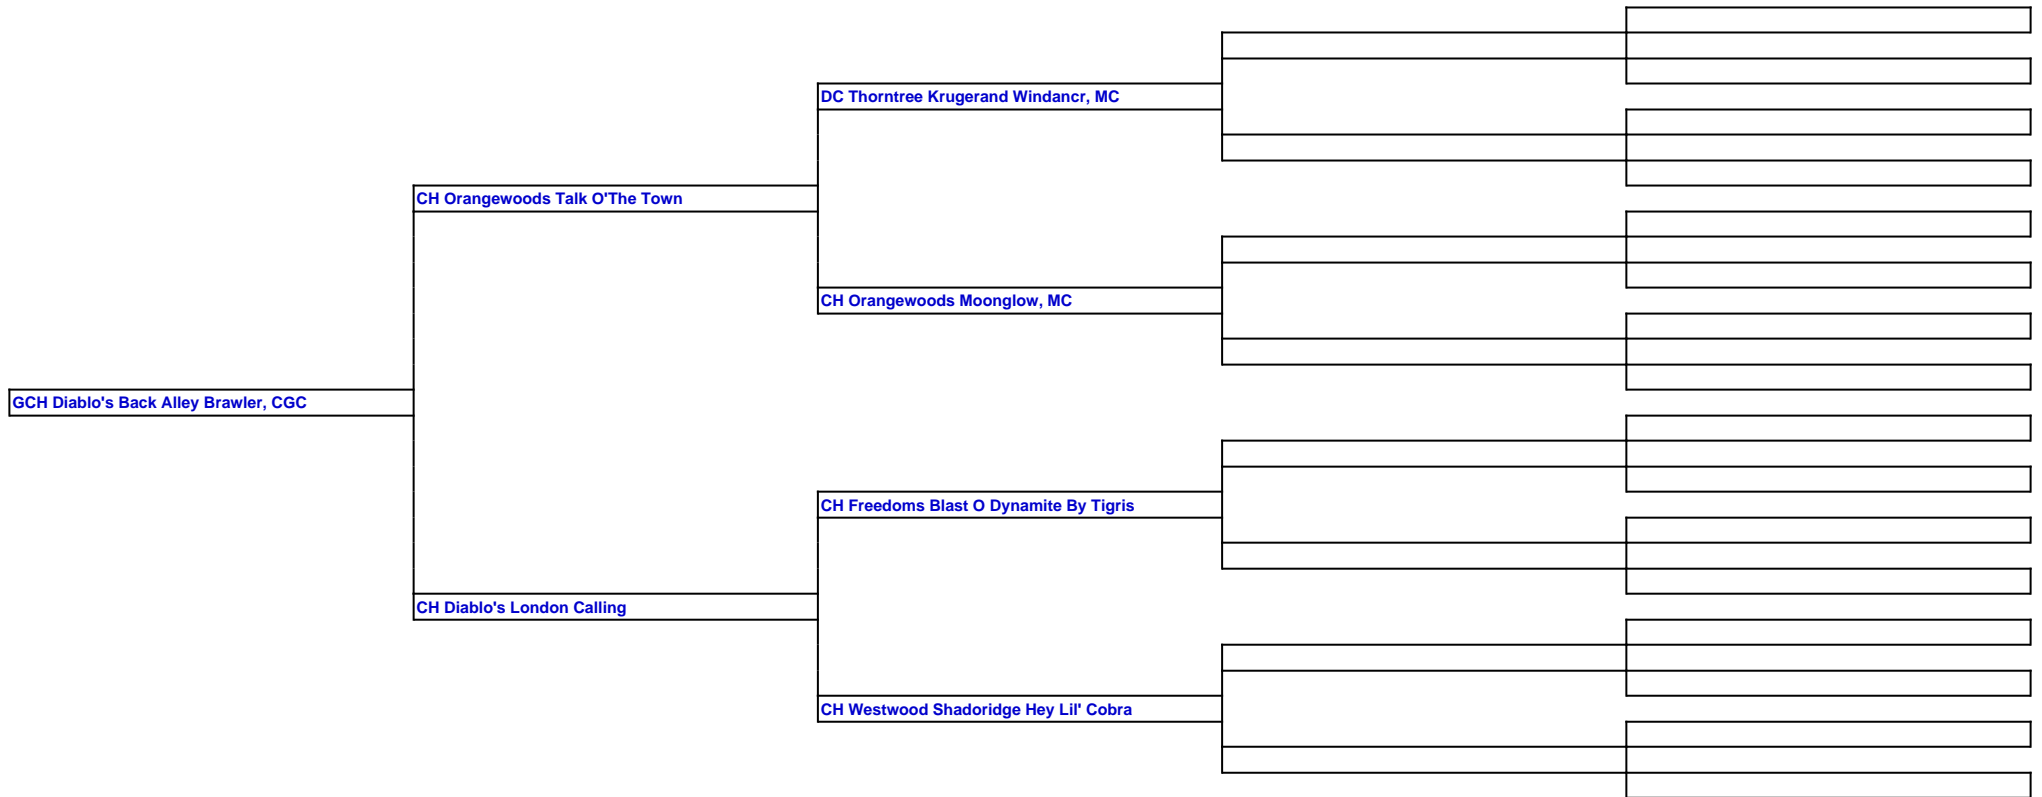 DC Thorntree Krugerand Windancr, MC
CH Orangewoods Talk O'The Town
CH Orangewoods Moonglow, MC
GCH Diablo's Back Alley Brawler, CGC
CH Freedoms Blast O Dynamite By Tigris
CH Diablo's London Calling
CH Westwood Shadoridge Hey Lil' Cobra